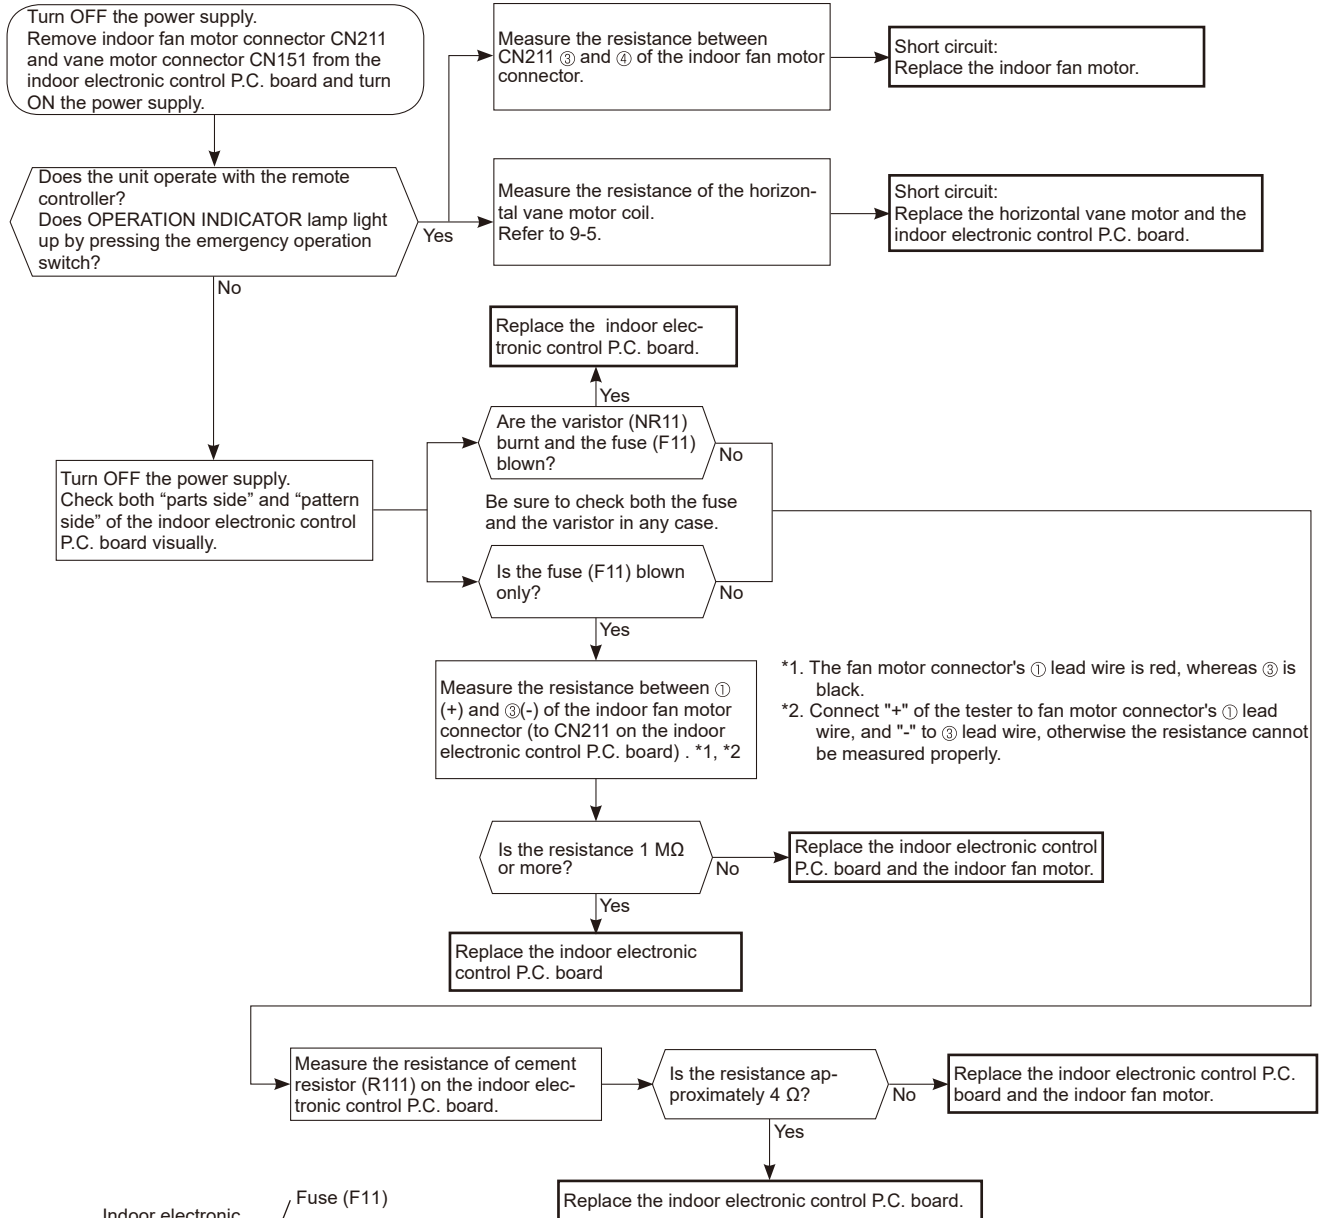 Turn OFF the power supply.
Remove indoor fan motor connector CN211
and vane motor connector CN151 from the
indoor electronic control P.C. board and turn
ON the power supply.
Measure the resistance between
CN211 ③ and ④ of the indoor fan motor
connector.
Short circuit:
Replace the indoor fan motor.
Does the unit operate with the remote
controller?
Does OPERATION INDICATOR lamp light
up by pressing the emergency operation
switch?
Yes
Measure the resistance of the horizon-
tal vane motor coil.
Refer to 9-5.
Short circuit:
Replace the horizontal vane motor and the
indoor electronic control P.C. board.
No
Replace the  indoor elec-
tronic control P.C. board.
Yes
Are the varistor (NR11)
burnt and the fuse (F11)
blown?
No
Turn OFF the power supply.
Check both “parts side” and “pattern
side” of the indoor electronic control
P.C. board visually.
Be sure to check both the fuse
and the varistor in any case.
Is the fuse (F11) blown
only?
No
Yes
Measure the resistance between ①
(+) and ③(-) of the indoor fan motor
connector (to CN211 on the indoor
electronic control P.C. board) . *1, *2
*1. The fan motor connector's ① lead wire is red, whereas ③ is
black.
*2. Connect "+" of the tester to fan motor connector's ① lead
wire, and "-" to ③ lead wire, otherwise the resistance cannot
be measured properly.
Is the resistance 1 MΩ
or more?
No
Replace the indoor electronic control
P.C. board and the indoor fan motor.
Yes
Replace the indoor electronic
control P.C. board
Measure the resistance of cement
resistor (R111) on the indoor elec-
tronic control P.C. board.
Is the resistance ap-
proximately 4 Ω?
No
Replace the indoor electronic control P.C.
board and the indoor fan motor.
Yes
Replace the indoor electronic control P.C. board.
Fuse (F11)
Indoor electronic